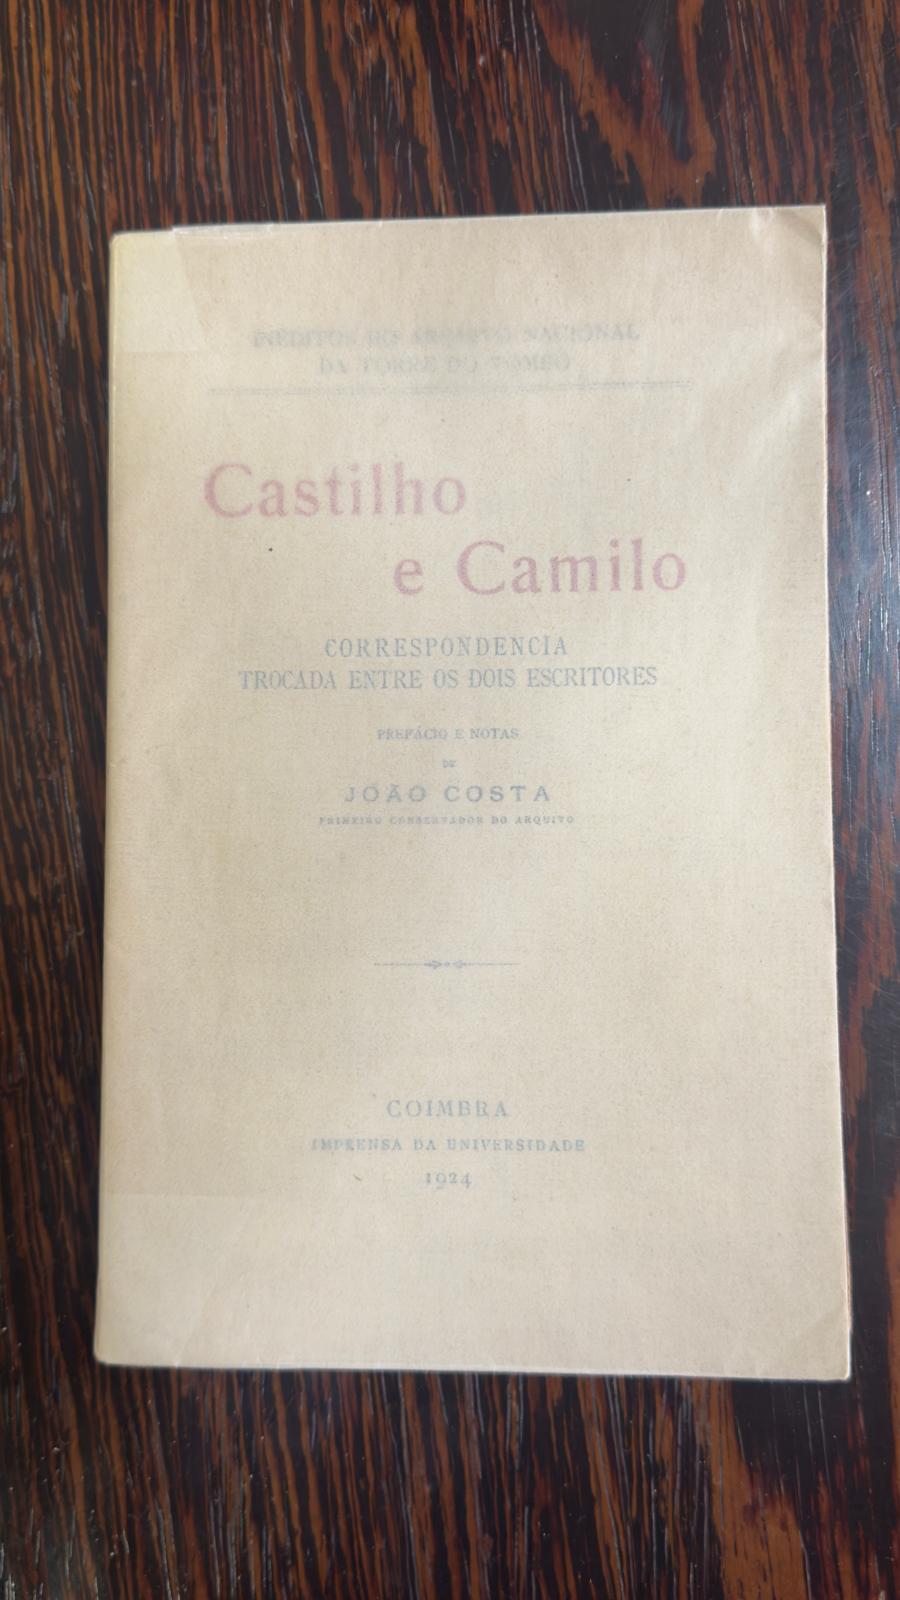 INÉDITOS DO ARQUIVO NACIONAL
DA TORRE DO TOMBO
Castilho
e Camilo
CORRESPONDENCIA
TROCADA ENTRE OS DOIS ESCRITORES
PREFÁCIO E NOTAS
DE
JOÃO COSTA
PRIMEIRO CONSERVADOR DO ARQUIVO
COIMBRA
IMPRENSA DA UNIVERSIDADE
1924